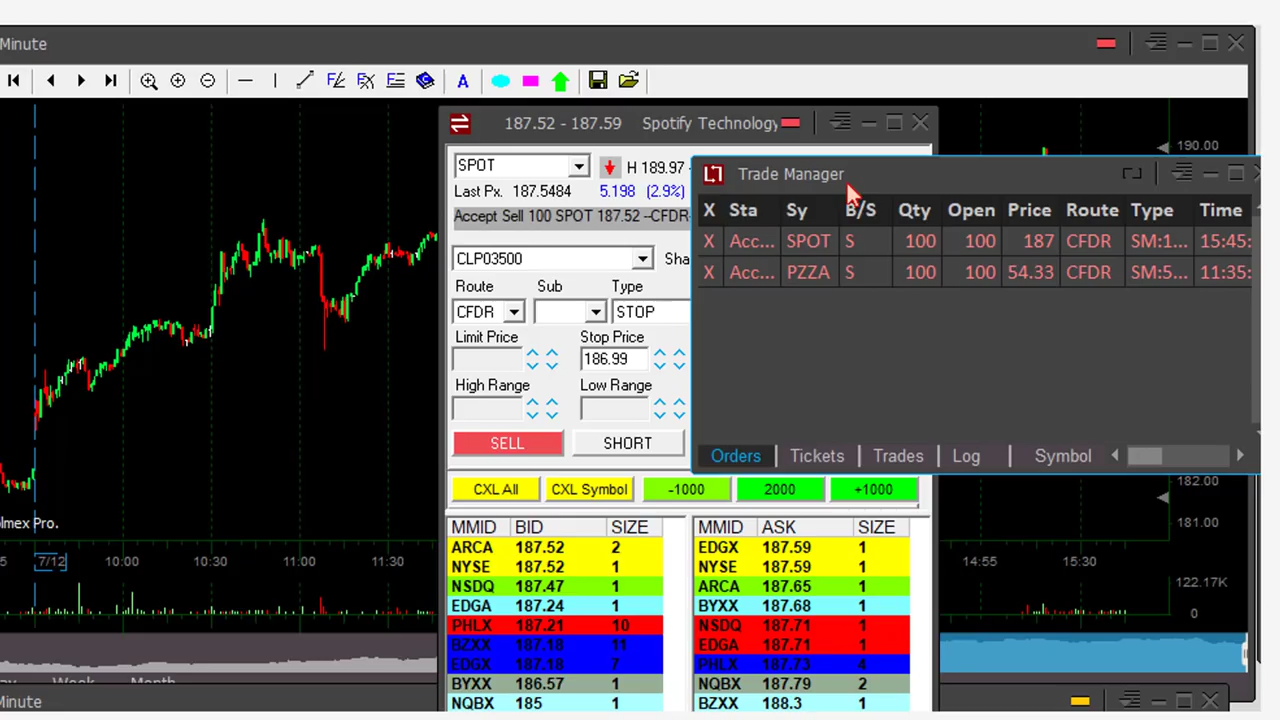 Minute
A
190.00
187.52 - 187.59 Spotify Technology
SPOT H 189.97
Last Px. 187.5484 5.198 (2.9%)
Accept Sell 100 SPOT 187.52 --CFDR-
CLP03500 Sha
Route Sub Type
CFDR STOP
Limit Price Stop Price
186.99
High Range Low Range
SELL SHORT
CXL All CXL Symbol -1000 2000 +1000
Trade Manager
X Sta Sy B/S Qty Open Price Route Type Time
X Acc... SPOT S 100 100 187 CFDR SM:1... 15:45:
X Acc... PZZA S 100 100 54.33 CFDR SM:5... 11:35:
Orders Tickets Trades Log Symbol
MMID BID SIZE MMID ASK SIZE
ARCA 187.52 2 EDGX 187.59 1
NYSE 187.52 1 NYSE 187.59 1
NSDQ 187.47 1 ARCA 187.65 1
EDGA 187.24 1 BYXX 187.68 1
PHLX 187.21 10 NSDQ 187.71 1
BZXX 187.18 11 EDGA 187.71 1
EDGX 187.18 7 PHLX 187.73 4
BYXX 186.57 1 NQBX 187.79 2
NQBX 185 1 BZXX 188.3 1
182.00
181.00
olmex Pro.
5 7/12 10:00 10:30 11:00 11:30 14:55 15:30
122.17K
0
ay Week Month
Minute